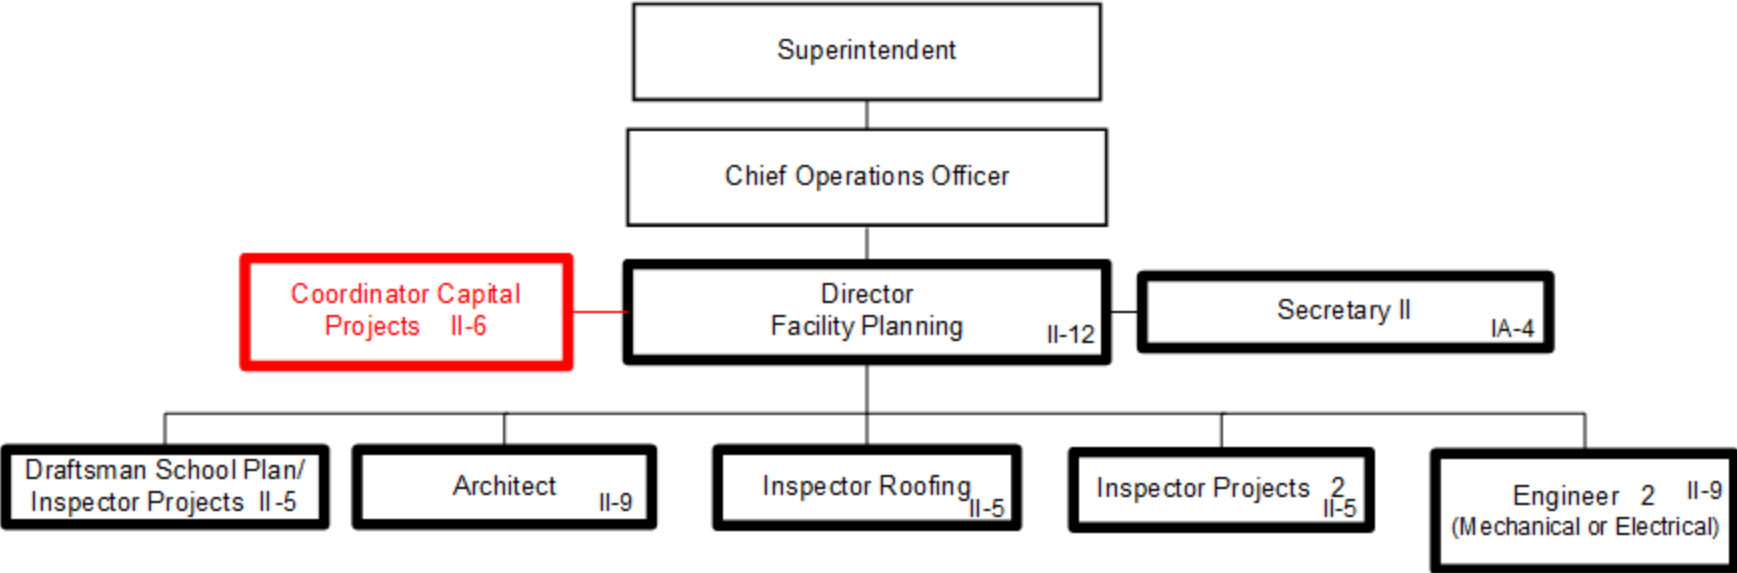 Superintendent
Chief Operations Officer
Coordinator Capital
Projects II-6
Director
Facility Planning
II-12
Secretary II
IA-4
Draftsman School Plan/
Inspector Projects II-5
Architect
II-9
Inspector Roofing
II-5
Inspector Projects 2
II-5
Engineer 2 II-9
(Mechanical or Electrical)